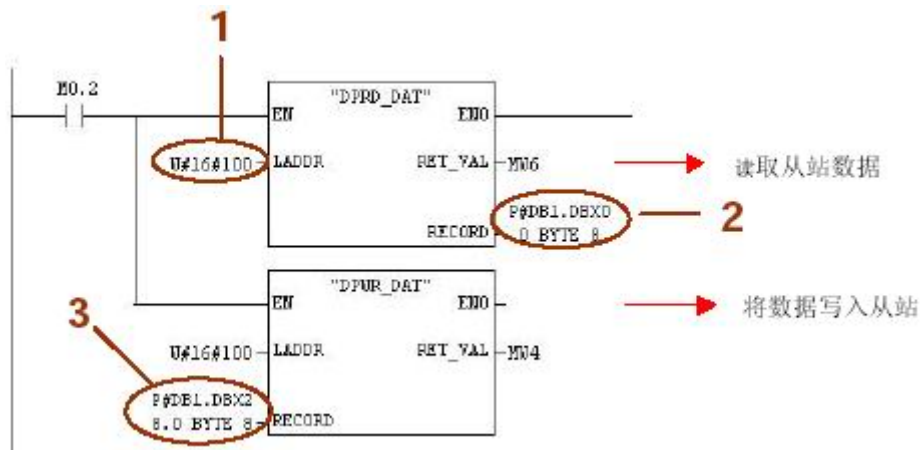 1
M0.2
"DPRD_DAT"
EN ENO
W#16#100 LADDR RET_VAL MW6 读取从站数据
P#DB1.DBX0
.0 BYTE 8 2
RECORD
"DPWR_DAT"
EN ENO 将数据写入从站
3
W#16#100 LADDR RET_VAL MW4
P#DB1.DBX2
8.0 BYTE 8 RECORD